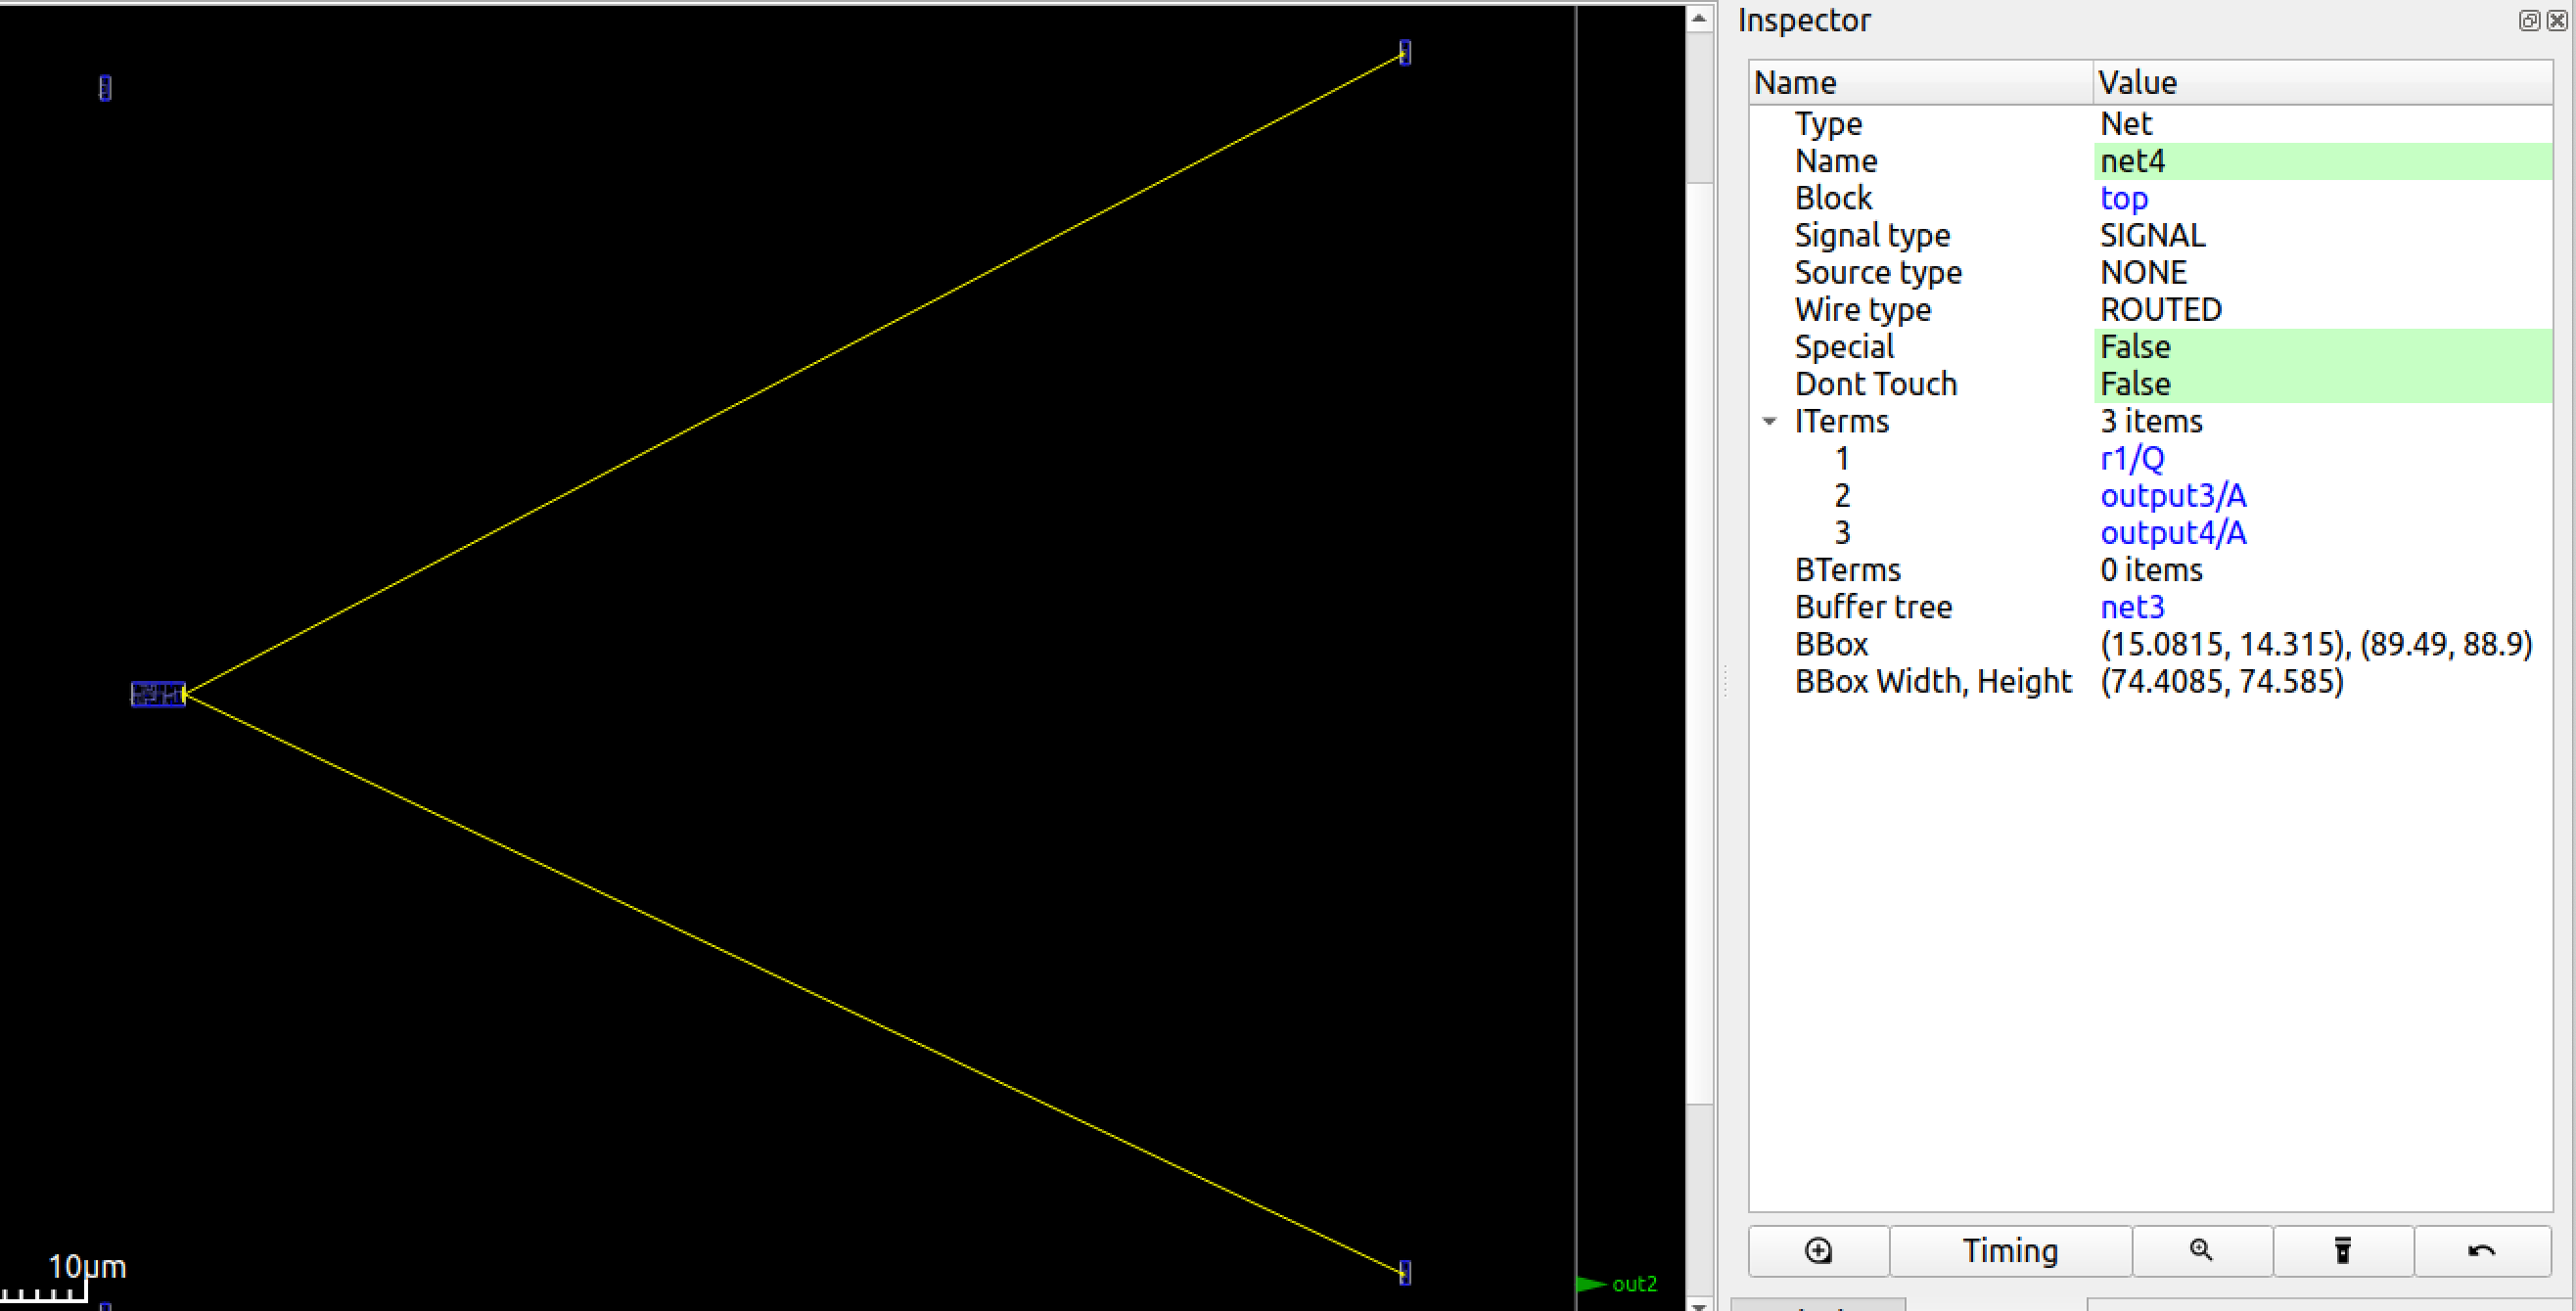 10μm
out2
Inspector
Name Value
Type Net
Name net4
Block top
Signal type SIGNAL
Source type NONE
Wire type ROUTED
Special False
Dont Touch False
ITerms 3 items
1 r1/Q
2 output3/A
3 output4/A
BTerms 0 items
Buffer tree net3
BBox (15.0815, 14.315), (89.49, 88.9)
BBox Width, Height (74.4085, 74.585)
Timing